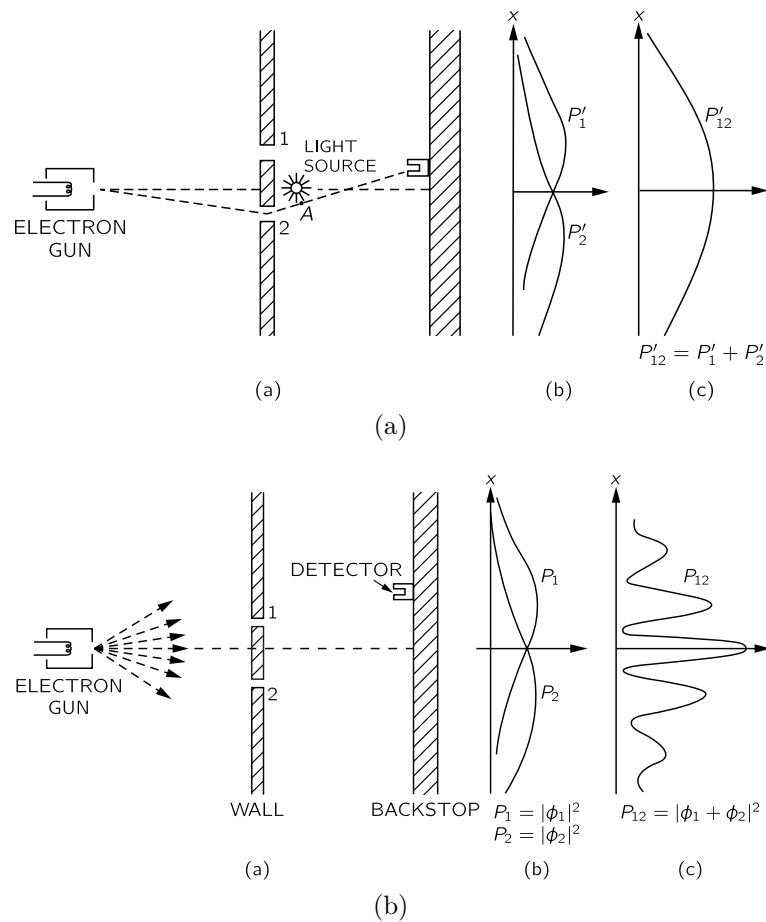 x
x
1
LIGHT
SOURCE
P′₁
P′₁₂
A
ELECTRON
GUN
2
P′₂
P′₁₂ = P′₁ + P′₂
(a)
(b)
(c)
(a)
x
x
DETECTOR
P₁
P₁₂
1
ELECTRON
GUN
2
P₂
WALL
BACKSTOP
P₁ = |ϕ₁|²
P₂ = |ϕ₂|²
P₁₂ = |ϕ₁ + ϕ₂|²
(a)
(b)
(c)
(b)